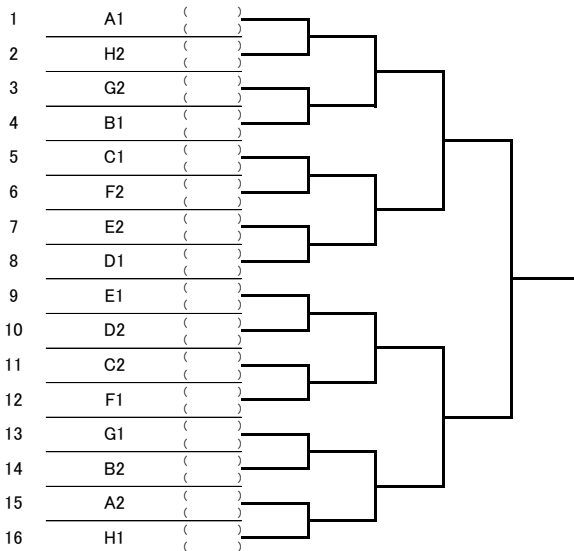 1 A1 ( )
( )
2 H2 ( )
( )
3 G2 ( )
( )
4 B1 ( )
( )
5 C1 ( )
( )
6 F2 ( )
( )
7 E2 ( )
( )
8 D1 ( )
( )
9 E1 ( )
( )
10 D2 ( )
( )
11 C2 ( )
( )
12 F1 ( )
( )
13 G1 ( )
( )
14 B2 ( )
( )
15 A2 ( )
( )
16 H1 ( )
( )